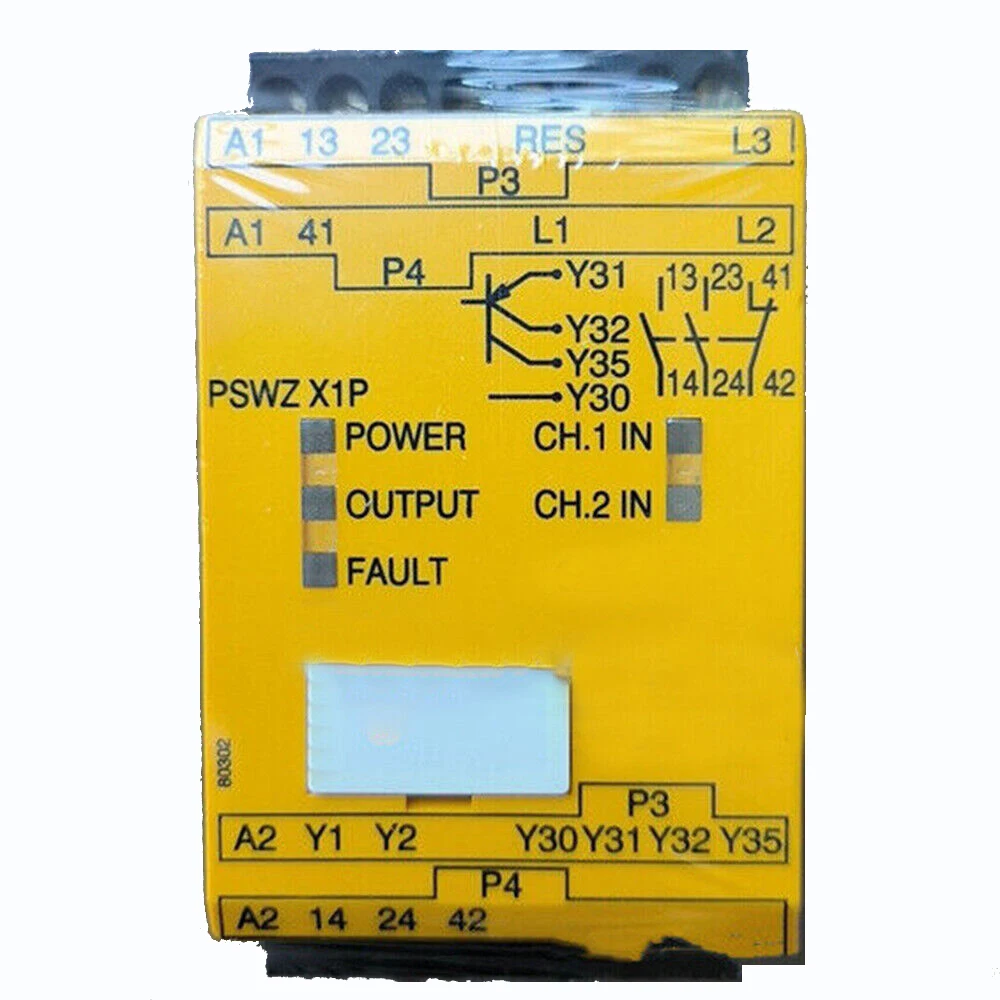 A1 13 23 RES L3
P3
A1 41 L1 L2
P4
Y31
Y32
Y35
Y30
13 23 41
14 24 42
PSWZ X1P
POWER CH.1 IN
OUTPUT CH.2 IN
FAULT
80302
P3
A2 Y1 Y2 Y30 Y31 Y32 Y35
P4
A2 14 24 42